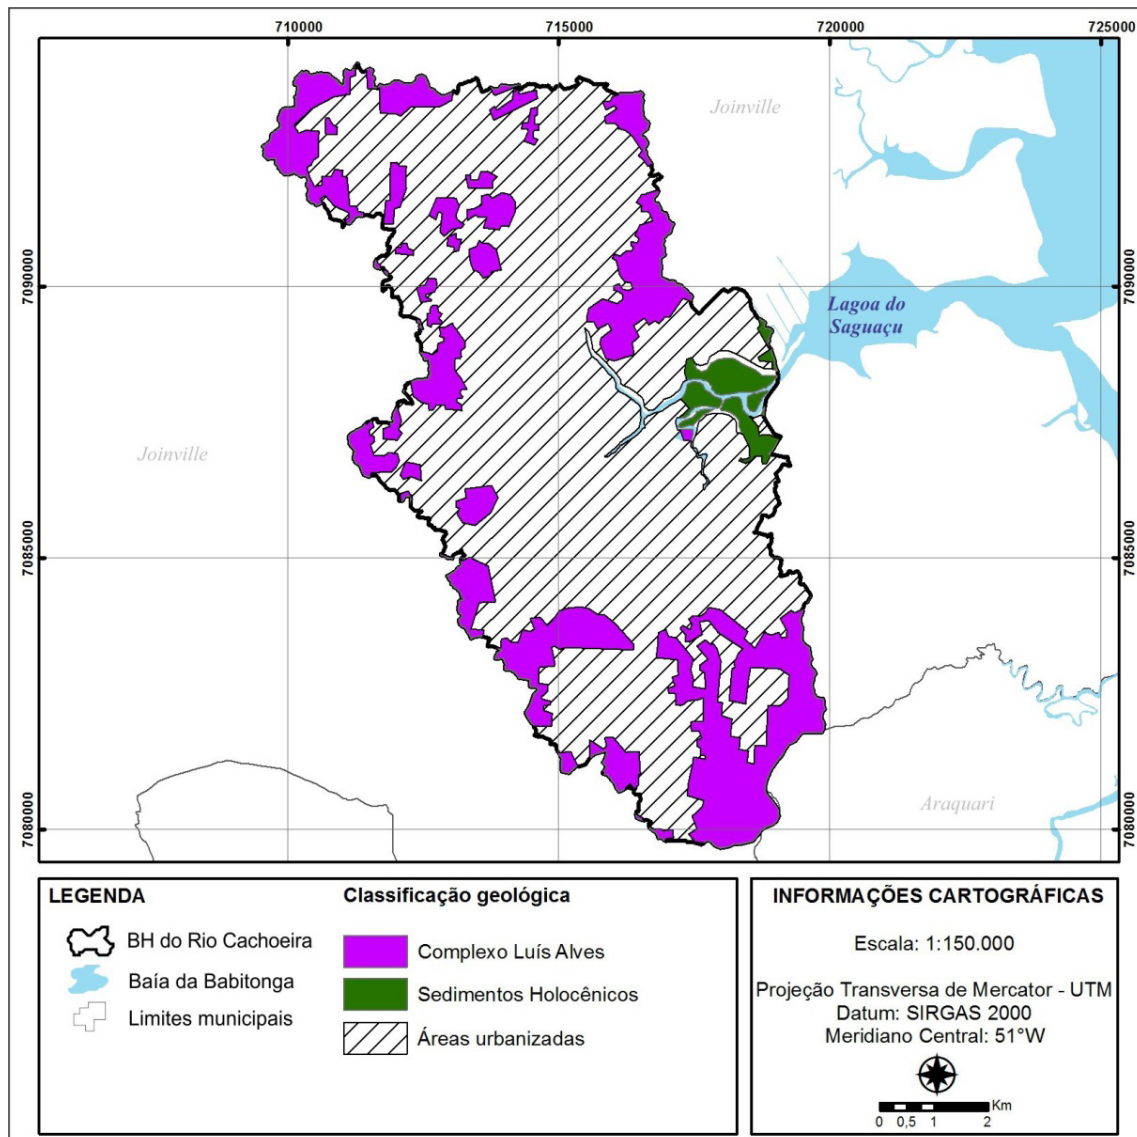 710000
715000
720000
725000
Joinville
7090000
7090000
Lagoa do
Saguaçu
Joinville
7085000
7085000
Araquari
7080000
7080000
LEGENDA
BH do Rio Cachoeira
Baía da Babitonga
Limites municipais
Classificação geológica
Complexo Luís Alves
Sedimentos Holocênicos
Áreas urbanizadas
INFORMAÇÕES CARTOGRÁFICAS
Escala: 1:150.000
Projeção Transversa de Mercator - UTM
Datum: SIRGAS 2000
Meridiano Central: 51°W
Km
0 0,5 1 2